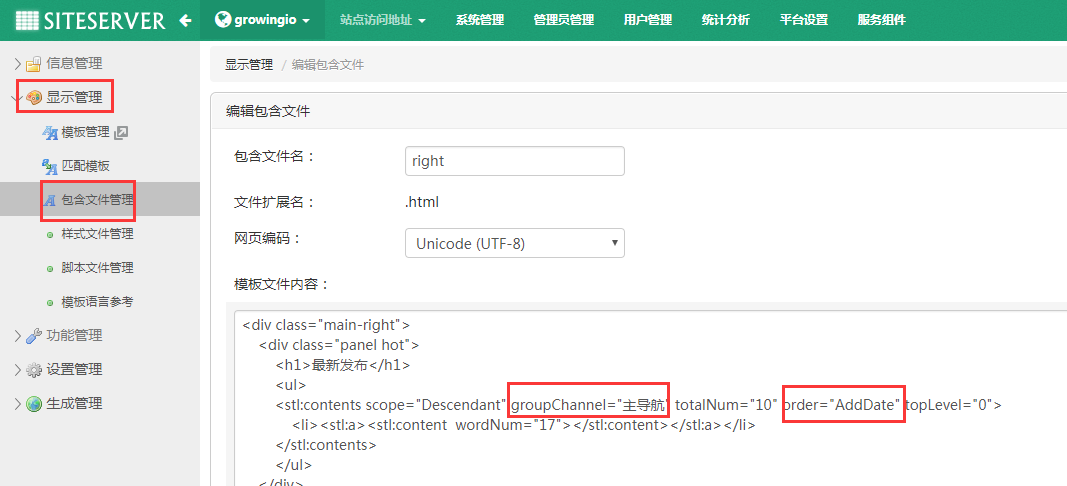 SITESERVER growingio 站点访问地址 系统管理 管理员管理 用户管理 统计分析 平台设置 服务组件
信息管理
显示管理
模板管理
匹配模板
包含文件管理
样式文件管理
脚本文件管理
模板语言参考
功能管理
设置管理
生成管理
显示管理 / 编辑包含文件
编辑包含文件
包含文件名： right
文件扩展名： .html
网页编码： Unicode (UTF-8)
模板文件内容：
<div class="main-right">
<div class="panel hot">
<h1>最新发布</h1>
<ul>
<stl:contents scope="Descendant" groupChannel="主导航" totalNum="10" order="AddDate" topLevel="0">
<li><stl:a><stl:content wordNum="17"></stl:content></stl:a></li>
</stl:contents>
</ul>
</div>